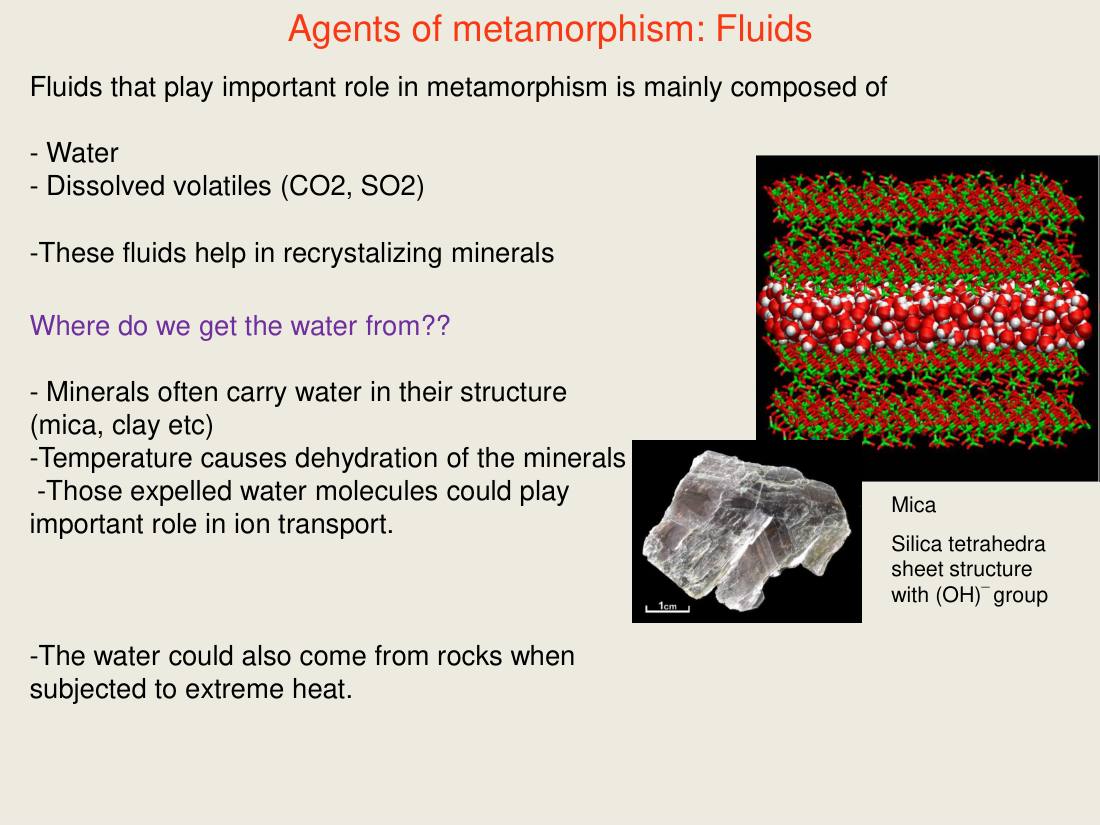 Agents of metamorphism: Fluids
Fluids that play important role in metamorphism is mainly composed of
- Water
- Dissolved volatiles (CO2, SO2)
-These fluids help in recrystalizing minerals
Where do we get the water from??
- Minerals often carry water in their structure
(mica, clay etc)
-Temperature causes dehydration of the minerals
-Those expelled water molecules could play
important role in ion transport.
1cm
Mica
Silica tetrahedra
sheet structure
with (OH)⁻ group
-The water could also come from rocks when
subjected to extreme heat.